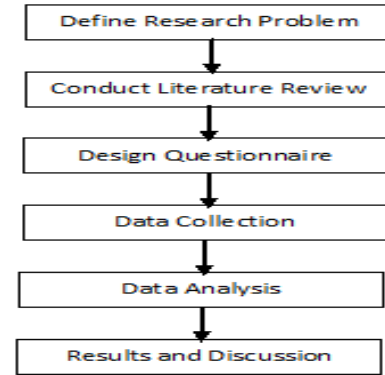 Define Research Problem
Conduct Literature Review
Design Questionnaire
Data Collection
Data Analysis
Results and Discussion